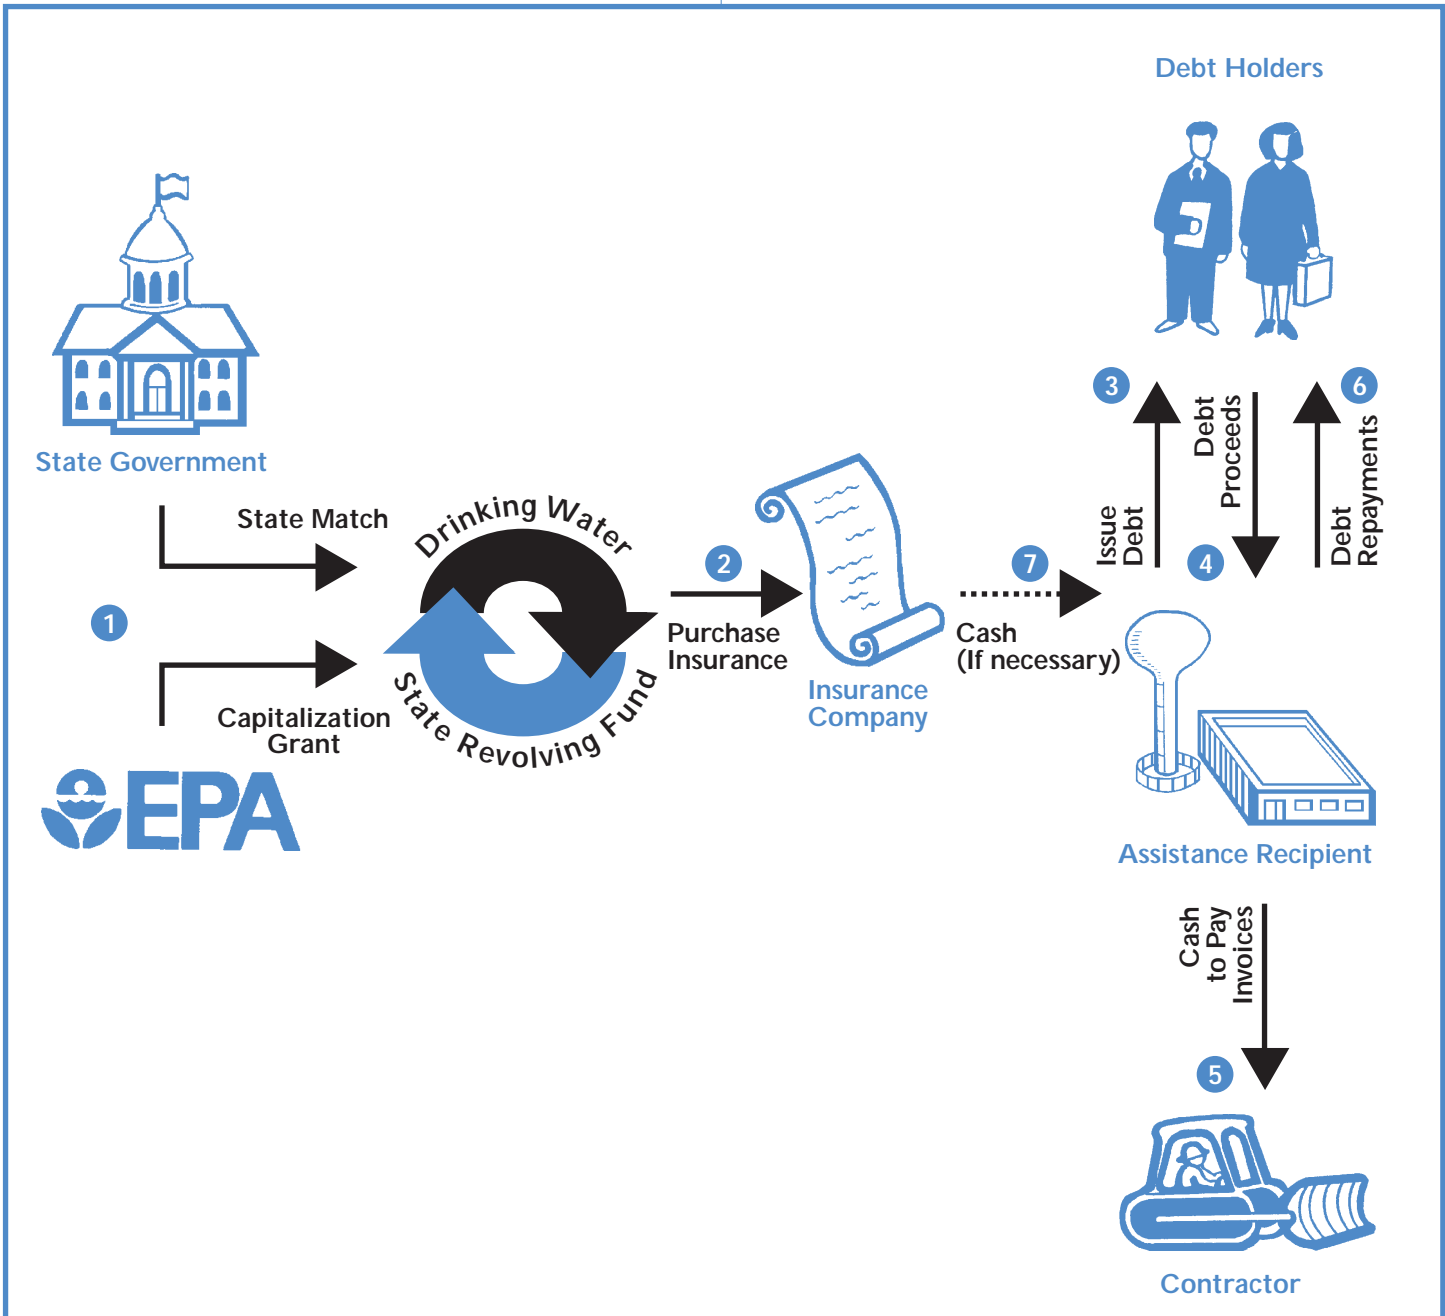 Debt Holders
State Government
State Match
1
Capitalization
Grant
EPA
Drinking Water
State Revolving Fund
2
Purchase
Insurance
Insurance
Company
7
Cash
(If necessary)
3
Issue
Debt
Debt
Proceeds
4
6
Debt
Repayments
Assistance Recipient
Cash
to Pay
Invoices
5
Contractor